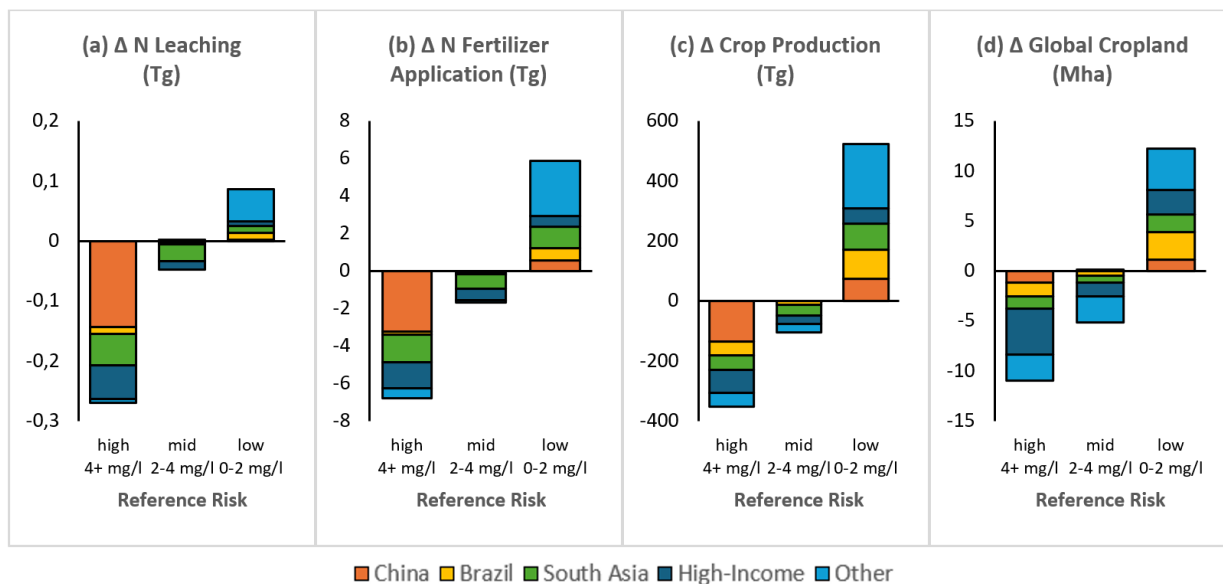 (a) Δ N Leaching
(Tg)
0,2
0,1
0
-0,1
-0,2
-0,3
high
4+ mg/l
mid
2-4 mg/l
low
0-2 mg/l
Reference Risk
(b) Δ N Fertilizer
Application (Tg)
8
6
4
2
0
-2
-4
-6
-8
high
4+ mg/l
mid
2-4 mg/l
low
0-2 mg/l
Reference Risk
(c) Δ Crop Production
(Tg)
600
400
200
0
-200
-400
high
4+ mg/l
mid
2-4 mg/l
low
0-2 mg/l
Reference Risk
(d) Δ Global Cropland
(Mha)
15
10
5
0
-5
-10
-15
high
4+ mg/l
mid
2-4 mg/l
low
0-2 mg/l
Reference Risk
China Brazil South Asia High-Income Other